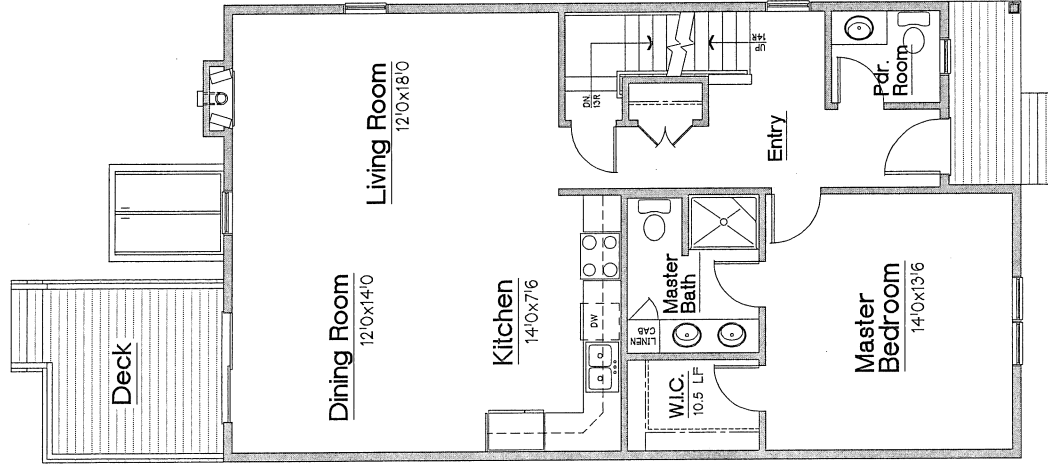 Deck
Living Room
12'0x18'0
Dining Room
12'0x14'0
Kitchen
14'0x7'6
DW
DN
13R
UP
14R
Entry
Pdr.
Room
Master
Bath
LINEN
CAB
W.I.C.
10.5 LF
Master
Bedroom
14'0x13'6